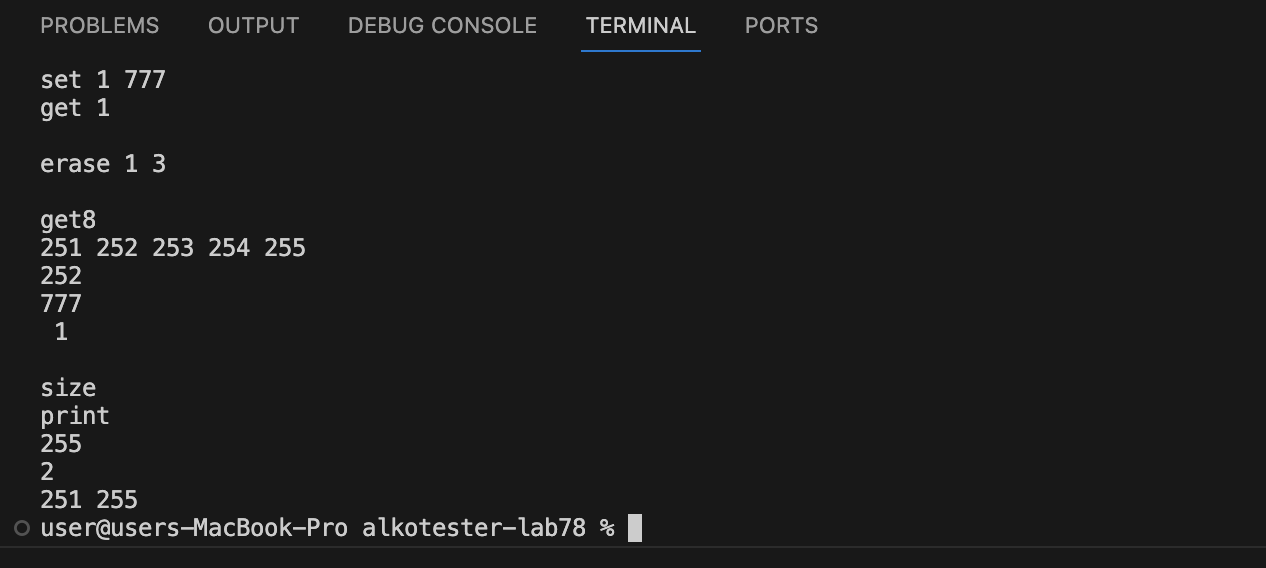 PROBLEMS OUTPUT DEBUG CONSOLE TERMINAL PORTS
set 1 777
get 1
erase 1 3
get8
251 252 253 254 255
252
777
1
size
print
255
2
251 255
user@users-MacBook-Pro alkotester-lab78 %